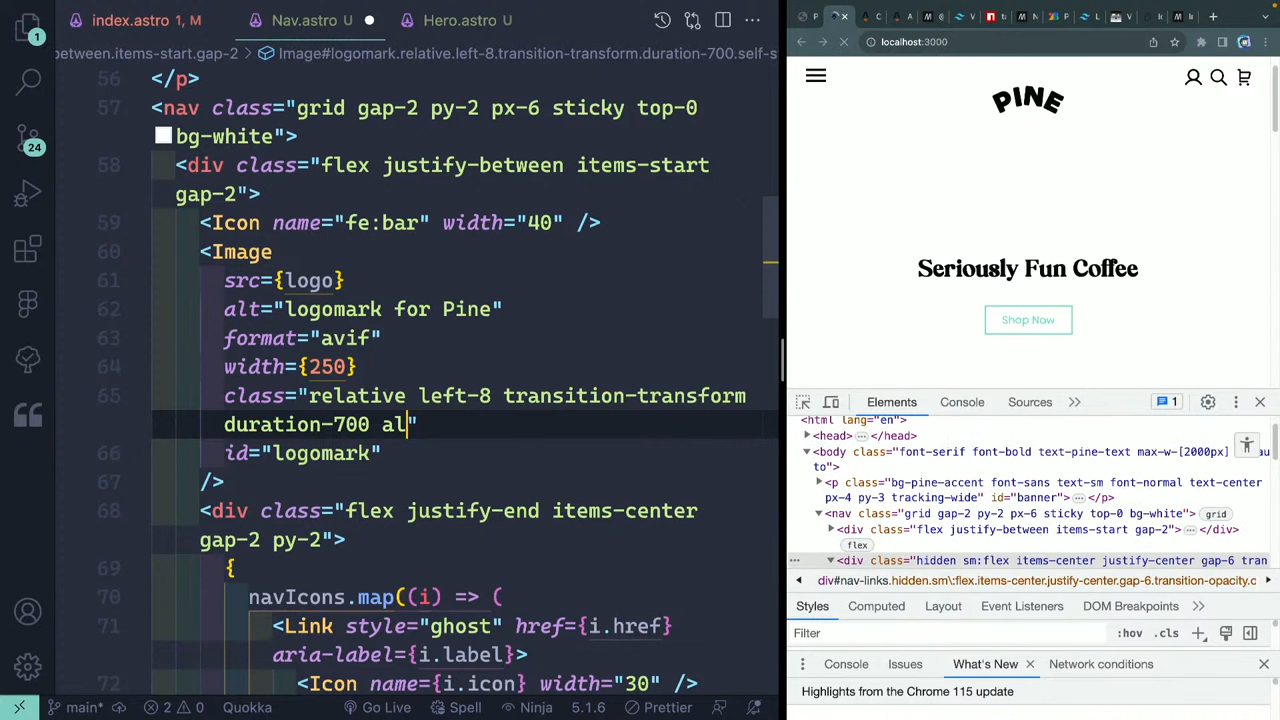 index.astro 1, M
Nav.astro U
Hero.astro U
localhost:3000
between.items-start.gap-2 > Image#logomark.relative.left-8.transition-transform.duration-700.self-s
56 </p>
57 <nav class="grid gap-2 py-2 px-6 sticky top-0
bg-white">
58 <div class="flex justify-between items-start
gap-2">
59 <Icon name="fe:bar" width="40" />
60 <Image
61 src={logo}
62 alt="logomark for Pine"
63 format="avif"
64 width={250}
65 class="relative left-8 transition-transform
duration-700 al"
66 id="logomark"
67 />
68 <div class="flex justify-end items-center
gap-2 py-2">
69 {
70 navIcons.map((i) => (
71 <Link style="ghost" href={i.href}
aria-label={i.label}>
72 <Icon name={i.icon} width="30" />
1
24
main*
2 0
Quokka
Go Live
Spell
Ninja
5.1.6
Prettier
PINE
Seriously Fun Coffee
Shop Now
Elements Console Sources 1
<html lang="en">
<head> </head>
<body class="font-serif font-bold text-pine-text max-w-[2000px]
to">
<p class="bg-pine-accent font-sans text-sm font-normal text-center
px-4 py-3 tracking-wide" id="banner"> </p>
<nav class="grid gap-2 py-2 px-6 sticky top-0 bg-white"> grid
<div class="flex justify-between items-start gap-2"> </div>
flex
<div class="hidden sm:flex items-center justify-center gap-6 tran
div#nav-links.hidden.sm\:flex.items-center.justify-center.gap-6.transition-opacity.
Styles Computed Layout Event Listeners DOM Breakpoints
Filter :hov .cls
Console Issues What's New Network conditions
Highlights from the Chrome 115 update